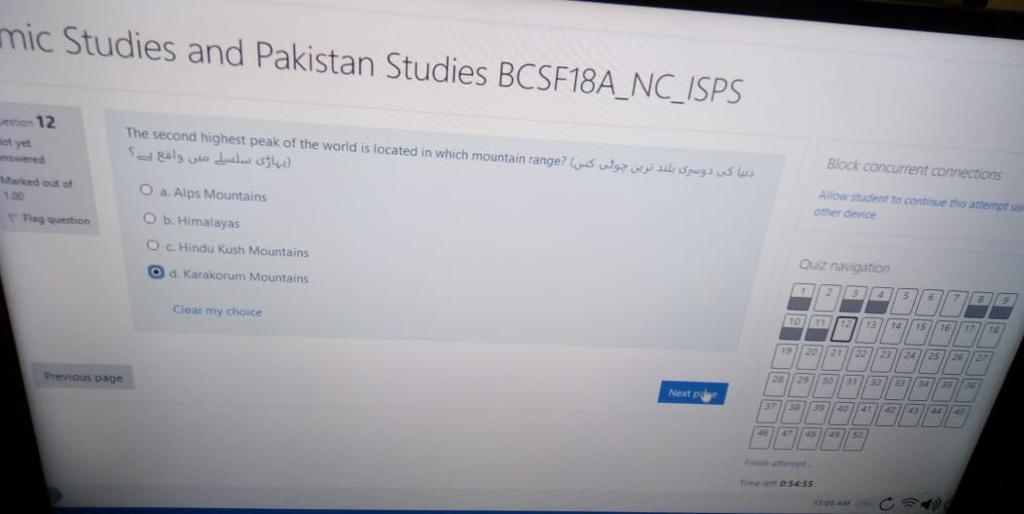 mic Studies and Pakistan Studies BCSF18A_NC_ISPS
12
yet
Marked out of
1.00
Flag question
The second highest peak of the world is located in which mountain range? (دنیا کی دوسری بلند ترین چوٹی کس
پہاڑی سلسلے میں واقع ہے؟)
a. Alps Mountains
b. Himalayas
c. Hindu Kush Mountains
d. Karakorum Mountains
Clear my choice
Previous page
Next page
Block concurrent connections
Allow student to continue this attempt us
other device
Quiz navigation
1 2 3 4 5 6 7 8 9
10 11 12 13 14 15 16 17 18
19 20 21 22 23 24 25 26 27
28 29 30 31 32 33 34 35 36
37 38 39 40 41 42 43 44 45
46 47 48 49 50
Finish attempt ...
Time left 0:54:55
11:05 AM